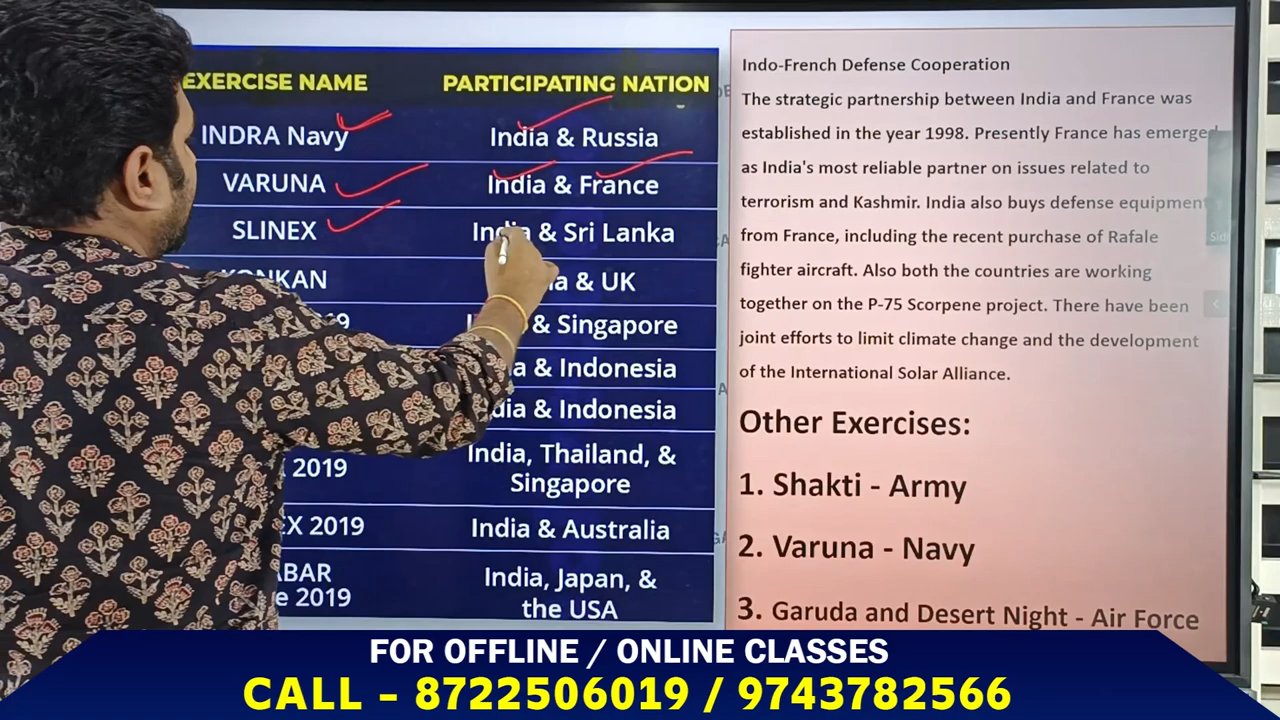 EXERCISE NAME PARTICIPATING NATION
INDRA Navy India & Russia
VARUNA India & France
SLINEX India & Sri Lanka
& UK
& Singapore
& Indonesia
& Indonesia
2019 India, Thailand, &
Singapore
2019 India & Australia
India, Japan, &
2019 the USA
Indo-French Defense Cooperation
The strategic partnership between India and France was
established in the year 1998. Presently France has emerged
as India's most reliable partner on issues related to
terrorism and Kashmir. India also buys defense equipment
from France, including the recent purchase of Rafale
fighter aircraft. Also both the countries are working
together on the P-75 Scorpene project. There have been
joint efforts to limit climate change and the development
of the International Solar Alliance.
Other Exercises:
1. Shakti - Army
2. Varuna - Navy
3. Garuda and Desert Night - Air Force
FOR OFFLINE / ONLINE CLASSES
CALL - 8722506019 / 9743782566